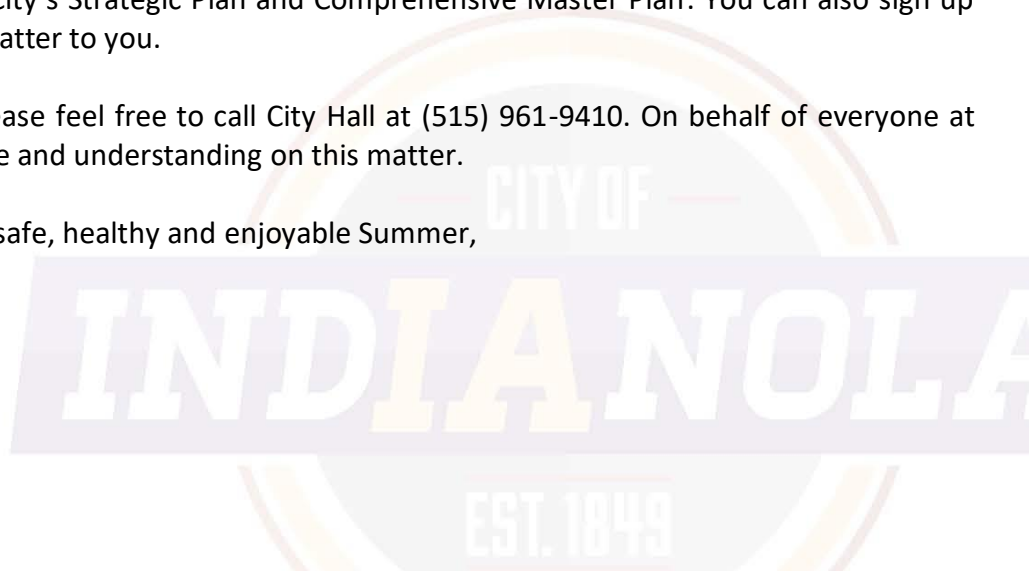 city's Strategic Plan and Comprehensive Master Plan. You can also sign up
atter to you.
ase feel free to call City Hall at (515) 961-9410. On behalf of everyone at
e and understanding on this matter.
safe, healthy and enjoyable Summer,
CITY OF
INDIANOLA
EST. 1849